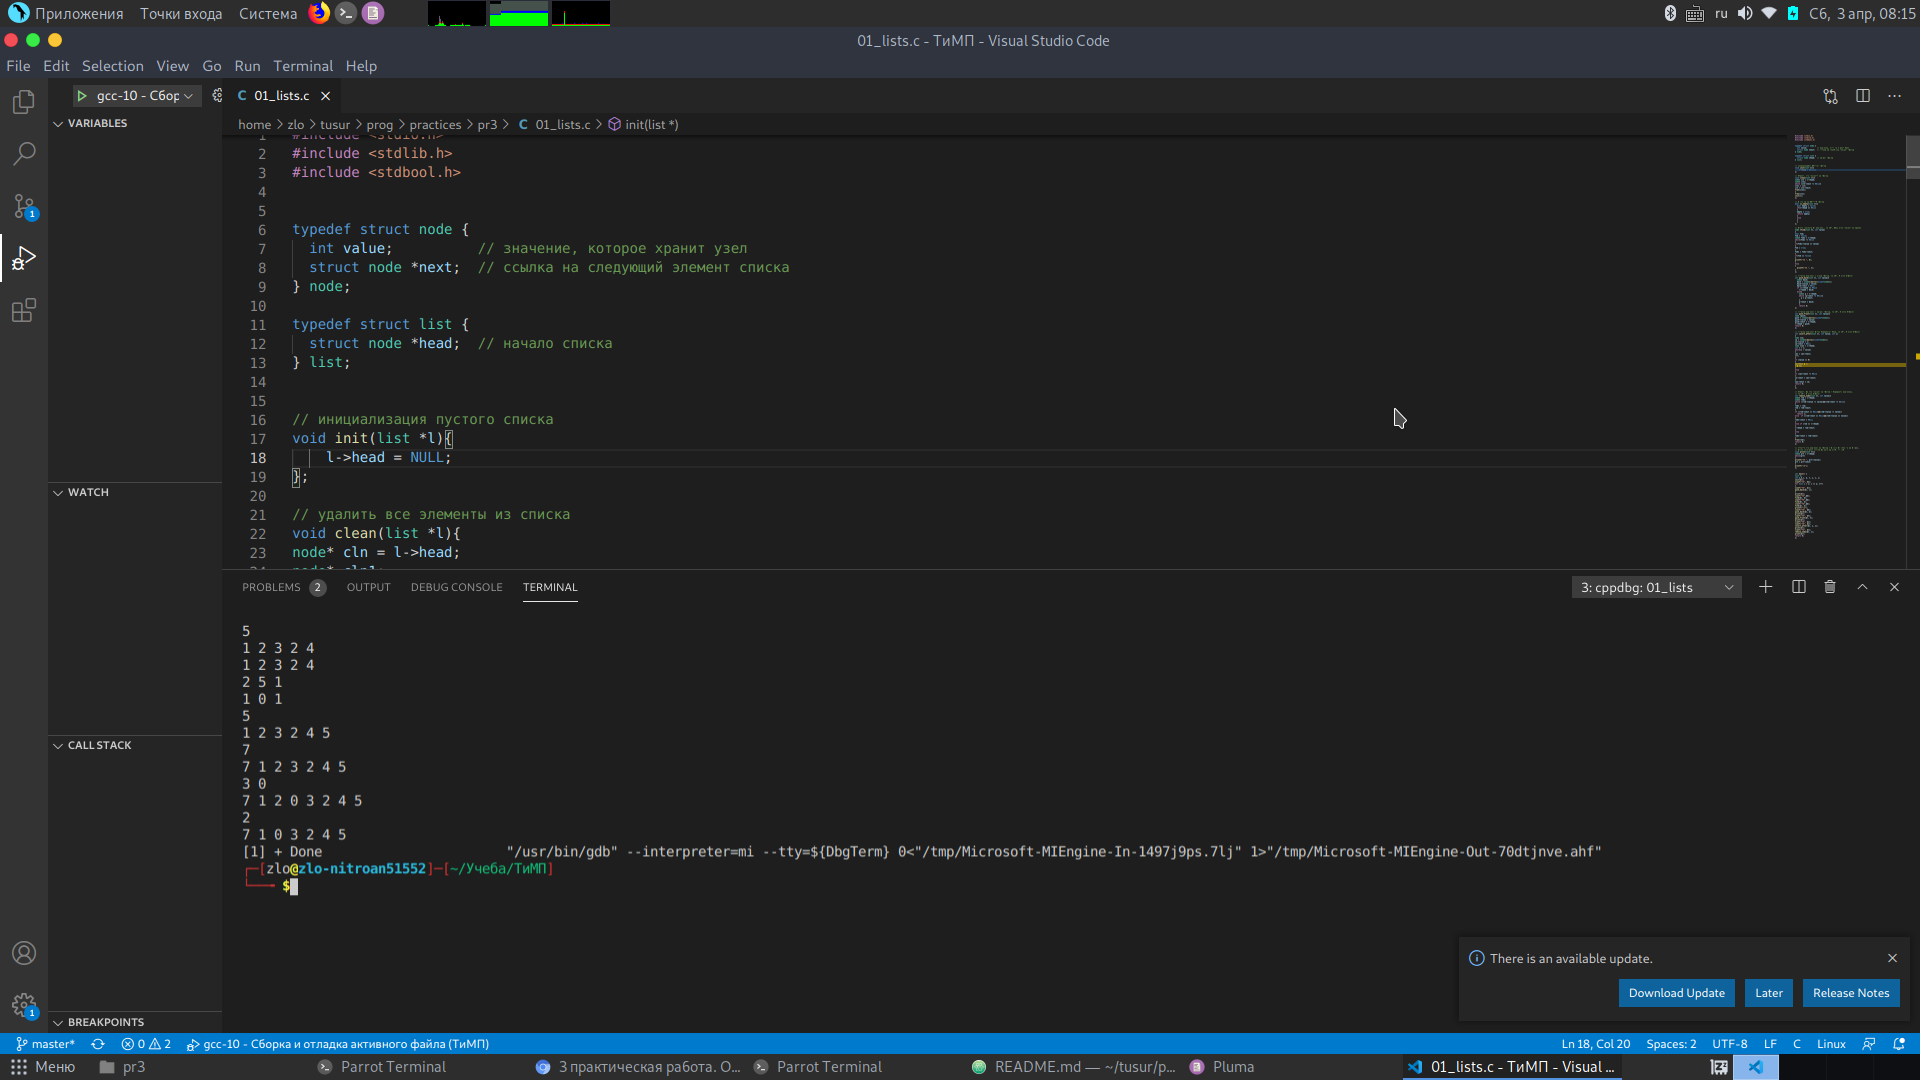 Приложения Точки входа Система ru Сб, 3 апр, 08:15
01_lists.c - ТиМП - Visual Studio Code
File Edit Selection View Go Run Terminal Help
gcc-10 - Сбор
C 01_lists.c
VARIABLES
home > zlo > tusur > prog > practices > pr3 > C 01_lists.c > init(list *)
1 #include <stdio.h>
2 #include <stdlib.h>
3 #include <stdbool.h>
4
5
6 typedef struct node {
7 int value; // значение, которое хранит узел
8 struct node *next; // ссылка на следующий элемент списка
9 } node;
10
11 typedef struct list {
12 struct node *head; // начало списка
13 } list;
14
15
16 // инициализация пустого списка
17 void init(list *l){
18 l->head = NULL;
19 };
20
21 // удалить все элементы из списка
22 void clean(list *l){
23 node* cln = l->head;
WATCH
CALL STACK
BREAKPOINTS
PROBLEMS 2 OUTPUT DEBUG CONSOLE TERMINAL 3: cppdbg: 01_lists
5
1 2 3 2 4
1 2 3 2 4
2 5 1
1 0 1
5
1 2 3 2 4 5
7
7 1 2 3 2 4 5
3 0
7 1 2 0 3 2 4 5
2
7 1 0 3 2 4 5
[1] + Done "/usr/bin/gdb" --interpreter=mi --tty=${DbgTerm} 0<"/tmp/Microsoft-MIEngine-In-1497j9ps.7lj" 1>"/tmp/Microsoft-MIEngine-Out-70dtjnve.ahf"
[zlo@zlo-nitroan51552]-[~/Учеба/ТиМП]
$
There is an available update.
Download Update Later Release Notes
1
1
master* 0 2 gcc-10 - Сборка и отладка активного файла (ТиМП) Ln 18, Col 20 Spaces: 2 UTF-8 LF C Linux
Меню pr3 Parrot Terminal 3 практическая работа. О... Parrot Terminal README.md — ~/tusur/p... Pluma 01_lists.c - ТиМП - Visual ...